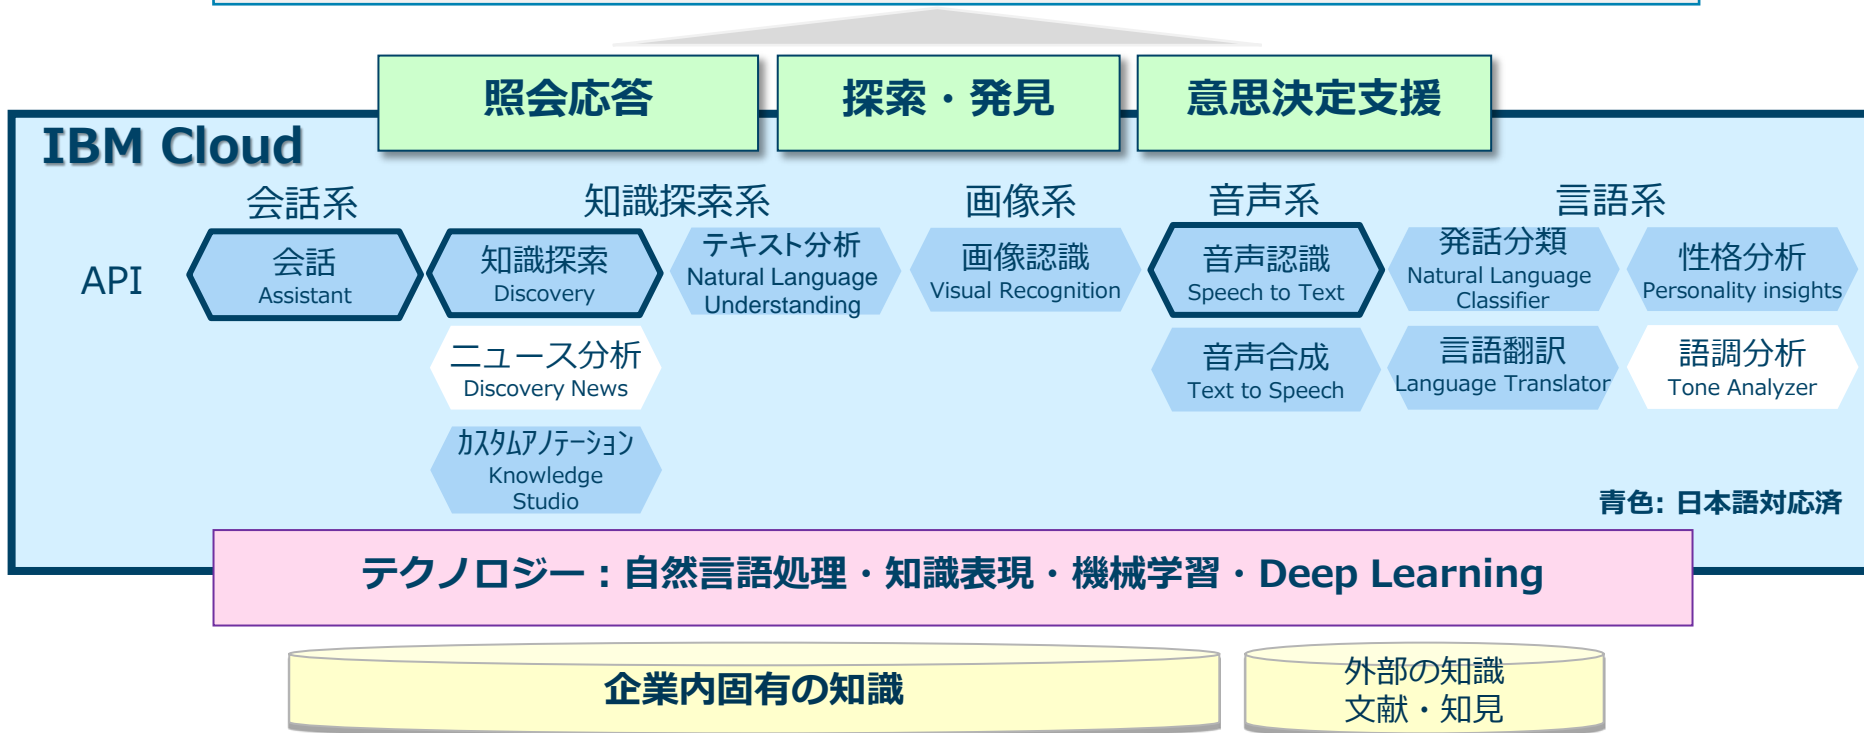 照会応答
探索・発見
意思決定支援
IBM Cloud
会話系
知識探索系
画像系
音声系
言語系
API
会話
Assistant
知識探索
Discovery
テキスト分析
Natural Language
Understanding
画像認識
Visual Recognition
音声認識
Speech to Text
発話分類
Natural Language
Classifier
性格分析
Personality insights
ニュース分析
Discovery News
音声合成
Text to Speech
言語翻訳
Language Translator
語調分析
Tone Analyzer
ｶｽﾀﾑｱﾉﾃｰｼｮﾝ
Knowledge
Studio
青色: 日本語対応済
テクノロジー：自然言語処理・知識表現・機械学習・Deep Learning
企業内固有の知識
外部の知識
文献・知見